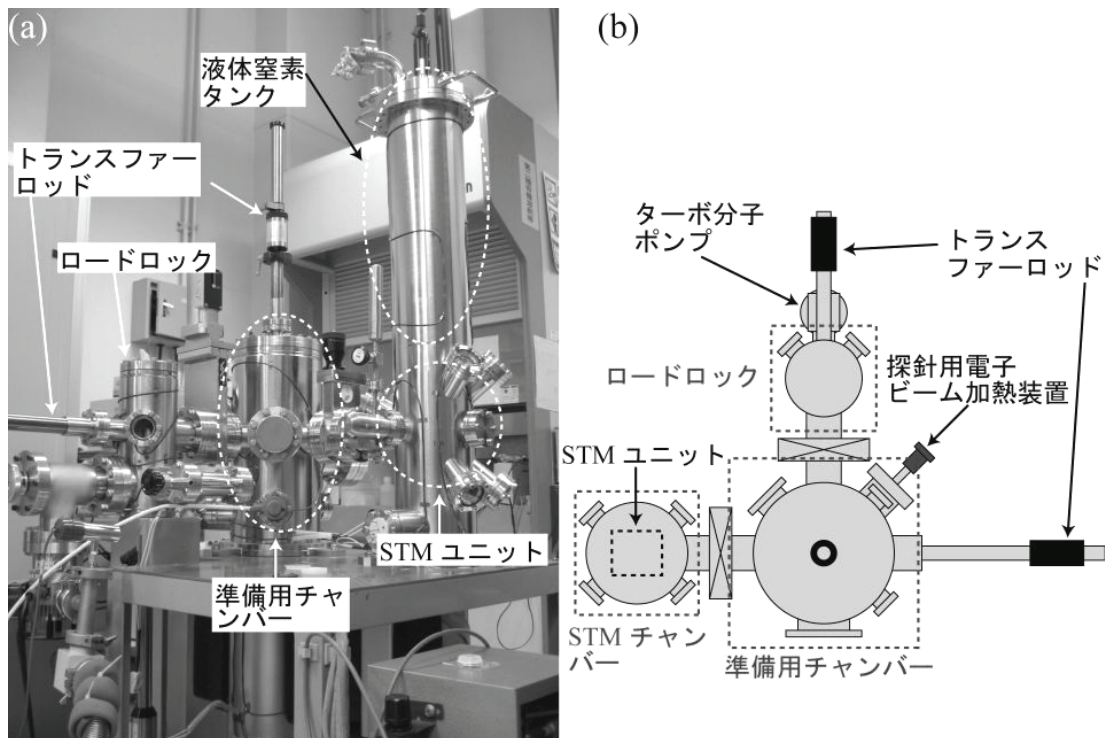 (a)
液体窒素
タンク
トランスファー
ロッド
ロードロック
STM ユニット
準備用チャン
バー
(b)
ターボ分子
ポンプ
トランス
ファーロッド
ロードロック
探針用電子
ビーム加熱装置
STM ユニット
STM チャン
バー
準備用チャンバー